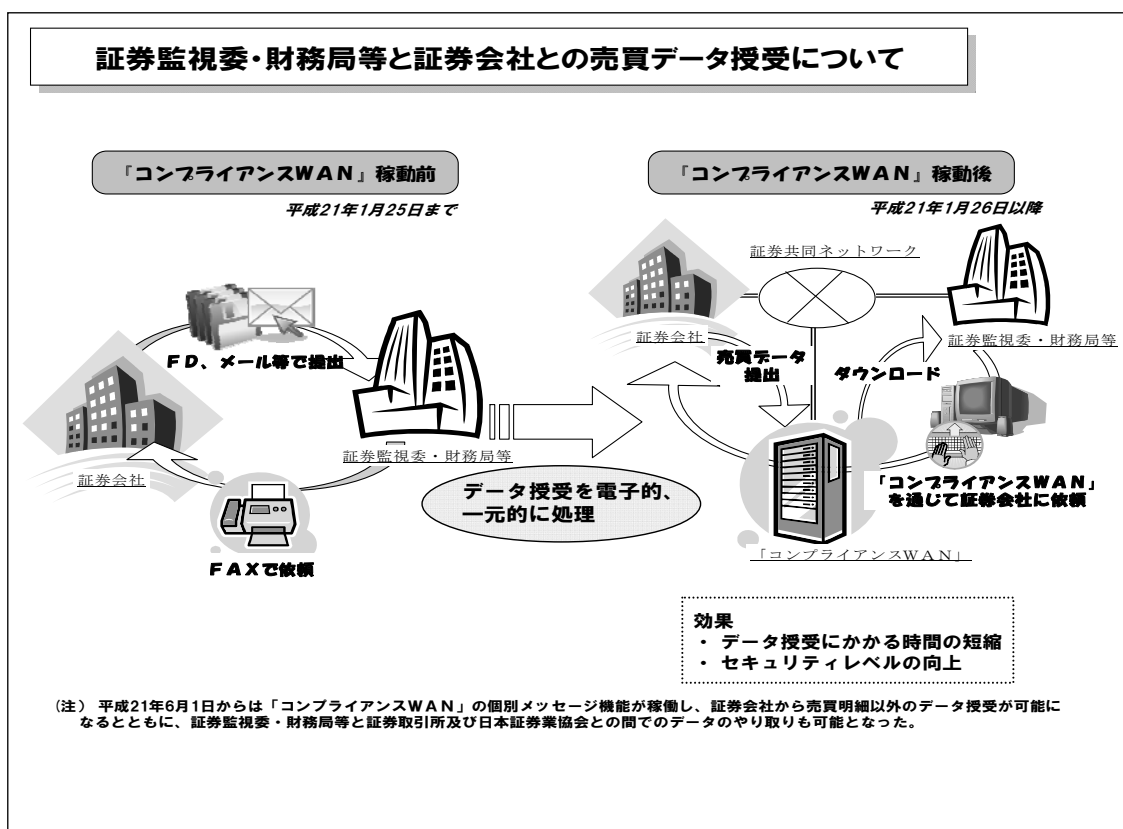 証券監視委・財務局等と証券会社との売買データ授受について
『コンプライアンスWAN』稼動前
平成21年1月25日まで
FD、メール等で提出
証券会社
証券監視委・財務局等
FAXで依頼
データ授受を電子的、
一元的に処理
『コンプライアンスWAN』稼動後
平成21年1月26日以降
証券共同ネットワーク
証券会社
証券監視委・財務局等
売買データ
提出
ダウンロード
「コンプライアンスWAN」
を通じて証券会社に依頼
「コンプライアンスWAN」
効果
・ データ授受にかかる時間の短縮
・ セキュリティレベルの向上
(注) 平成21年6月1日からは「コンプライアンスWAN」の個別メッセージ機能が稼働し、証券会社から売買明細以外のデータ授受が可能に
なるとともに、証券監視委・財務局等と証券取引所及び日本証券業協会との間でのデータのやり取りも可能となった。